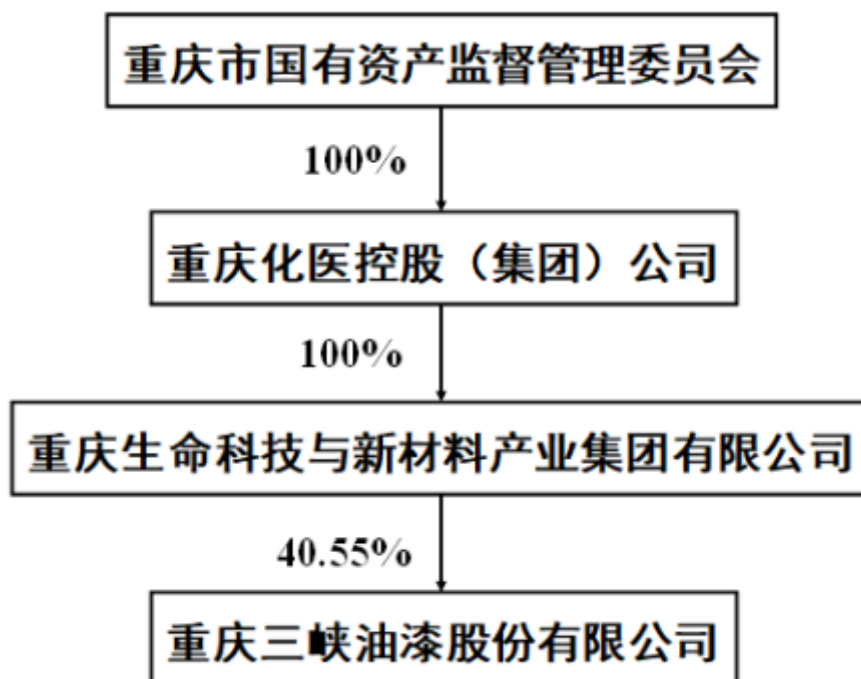 重庆市国有资产监督管理委员会
100%
重庆化医控股（集团）公司
100%
重庆生命科技与新材料产业集团有限公司
40.55%
重庆三峡油漆股份有限公司